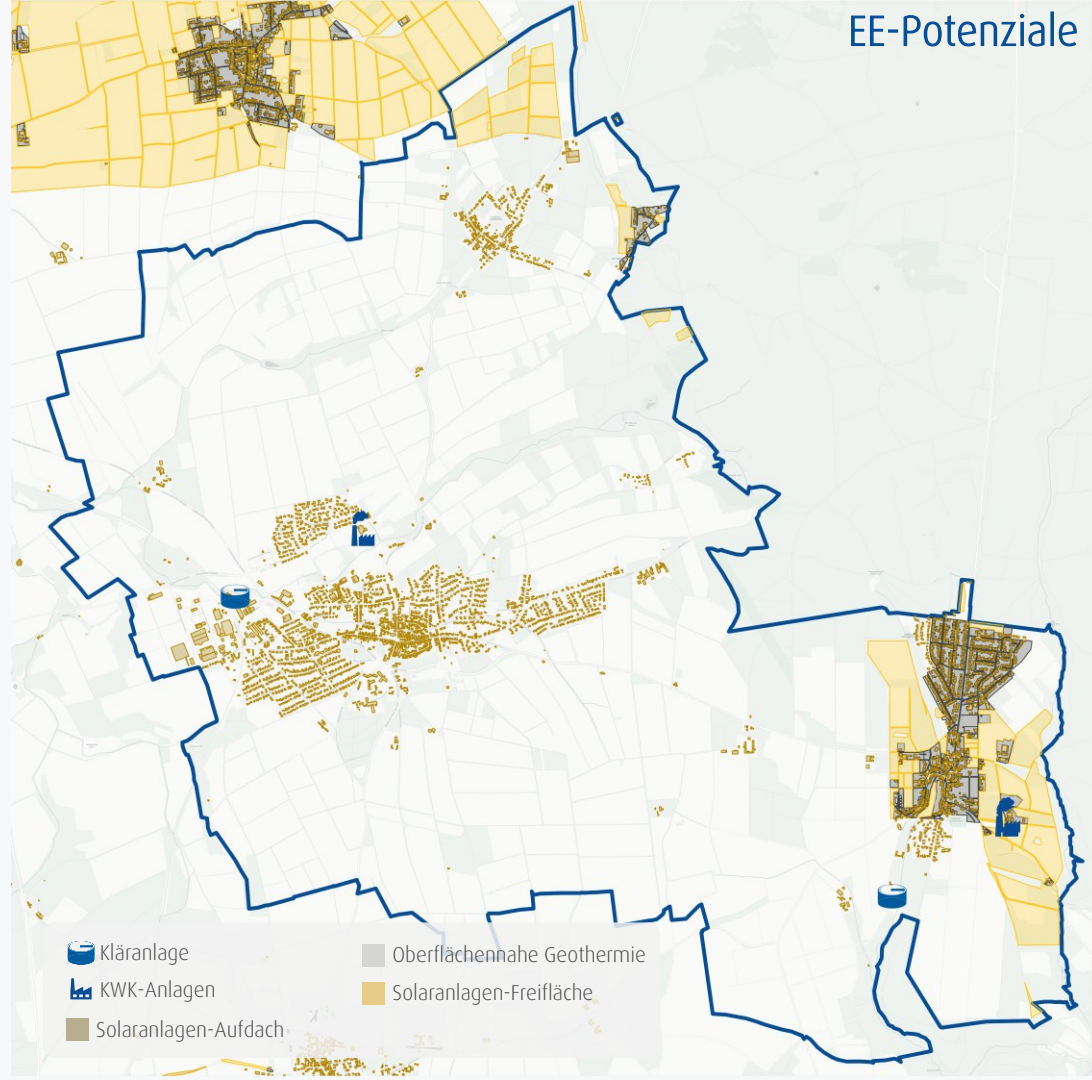 EE-Potenziale
Kläranlage
KWK-Anlagen
Solaranlagen-Aufdach
Oberflächennahe Geothermie
Solaranlagen-Freifläche